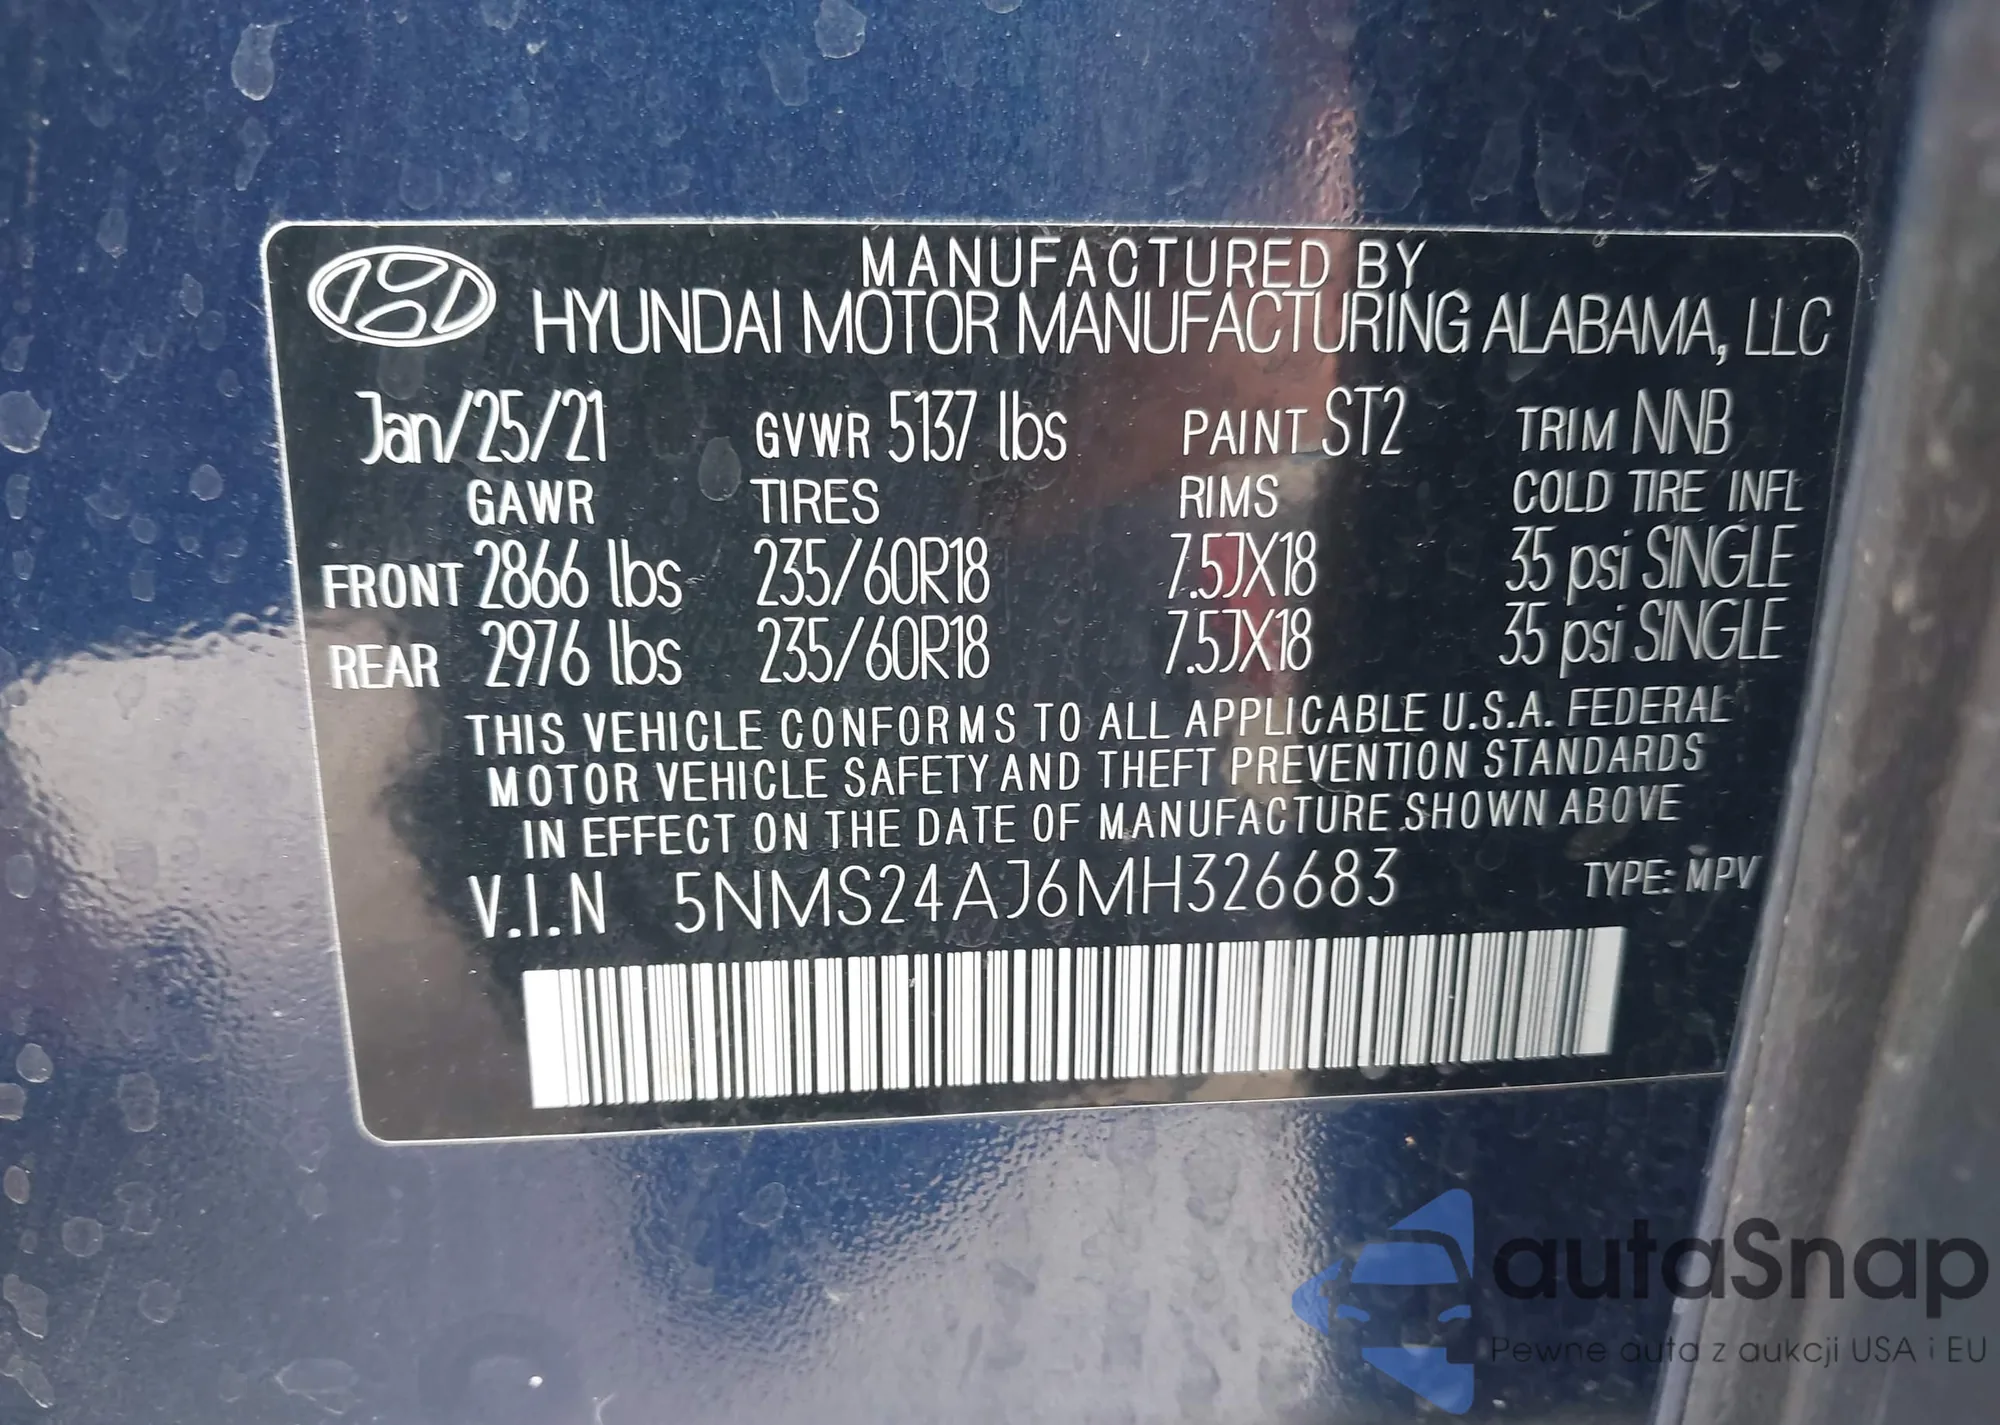 MANUFACTURED BY
HYUNDAI MOTOR MANUFACTURING ALABAMA, LLC
Jan/25/21 GVWR 5137 lbs PAINT ST2 TRIM NNB
GAWR TIRES RIMS COLD TIRE INFL
FRONT 2866 lbs 235/60R18 7.5JX18 35 psi SINGLE
REAR 2976 lbs 235/60R18 7.5JX18 35 psi SINGLE
THIS VEHICLE CONFORMS TO ALL APPLICABLE U.S.A. FEDERAL
MOTOR VEHICLE SAFETY AND THEFT PREVENTION STANDARDS
IN EFFECT ON THE DATE OF MANUFACTURE SHOWN ABOVE
V.I.N 5NMS24AJ6MH326683 TYPE: MPV
autaSnap
Pewne auta z aukcji USA i EU